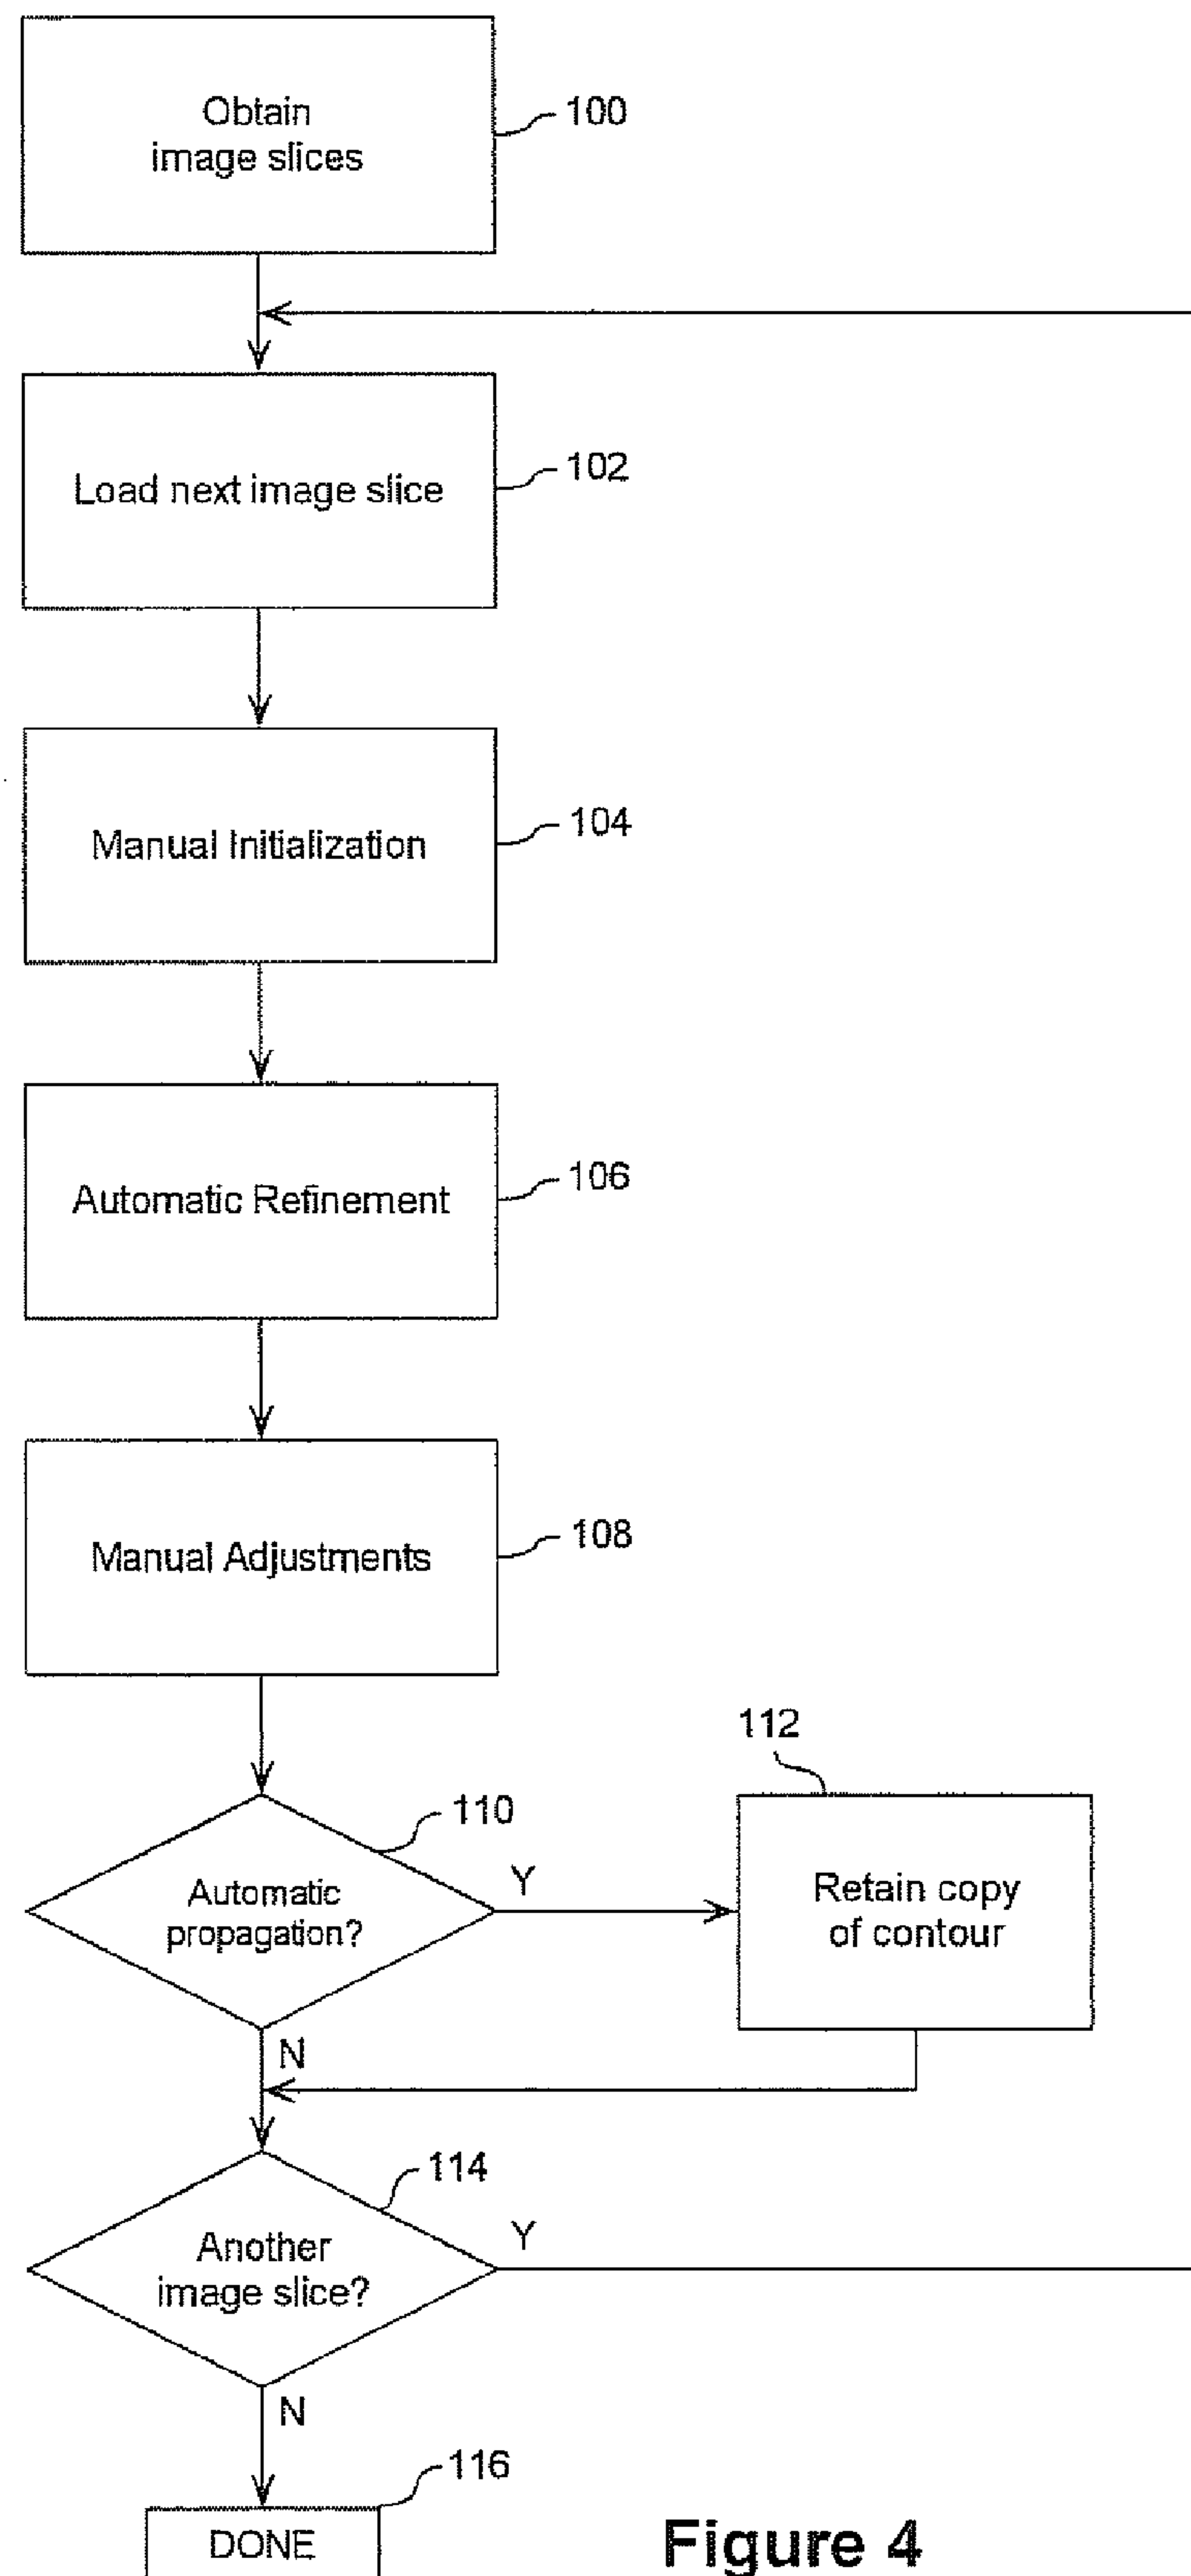 Obtain
image slices
100
Load next image slice
102
Manual Initialization
104
Automatic Refinement
106
Manual Adjustments
108
Automatic
propagation?
110
Y
112
Retain copy
of contour
N
114
Another
image slice?
Y
N
116
DONE
Figure 4